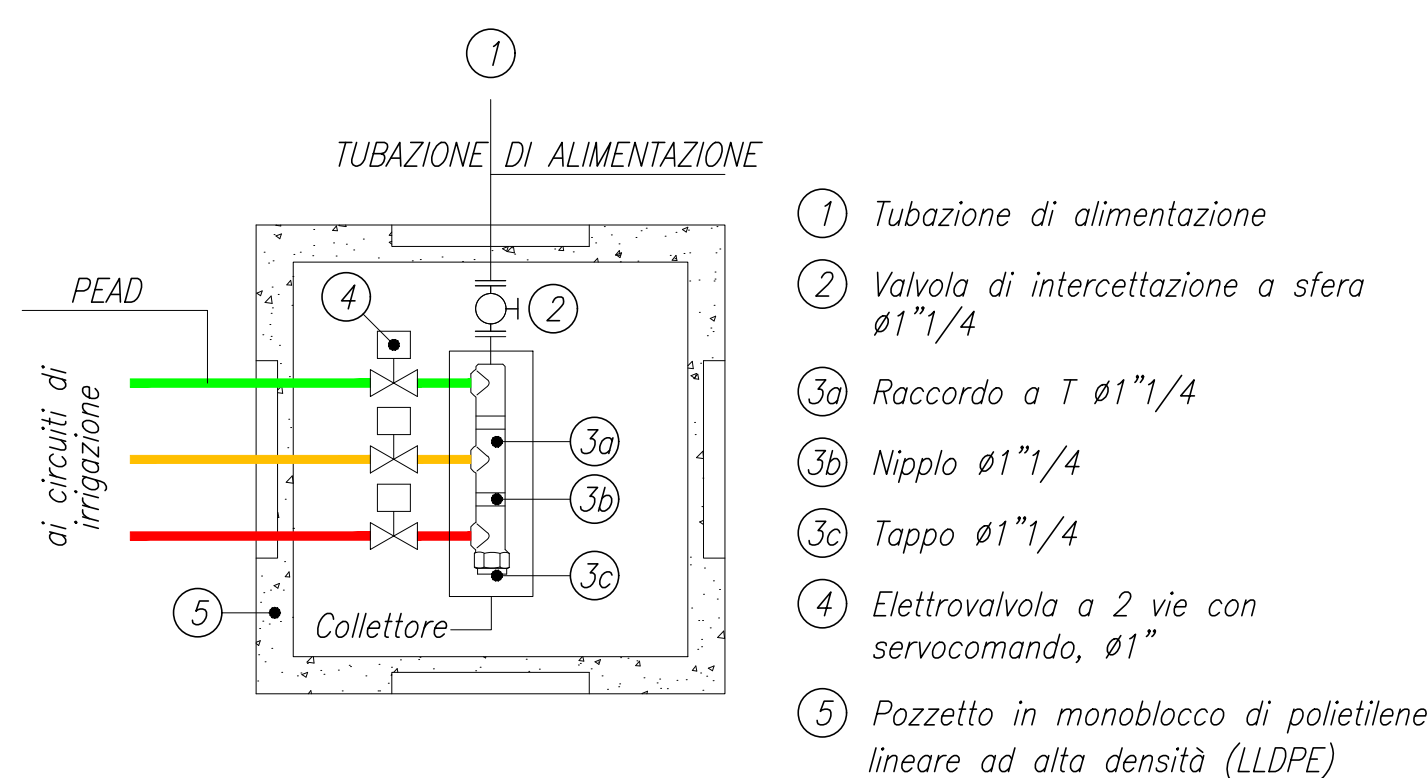 1
TUBAZIONE DI ALIMENTAZIONE
PEAD
4
2
ai circuiti di
irrigazione
3a
3b
3c
5
Collettore
1 Tubazione di alimentazione
2 Valvola di intercettazione a sfera
ø1"1/4
3a Raccordo a T ø1"1/4
3b Nipplo ø1"1/4
3c Tappo ø1"1/4
4 Elettrovalvola a 2 vie con
servocomando, ø1"
5 Pozzetto in monoblocco di polietilene
lineare ad alta densità (LLDPE)